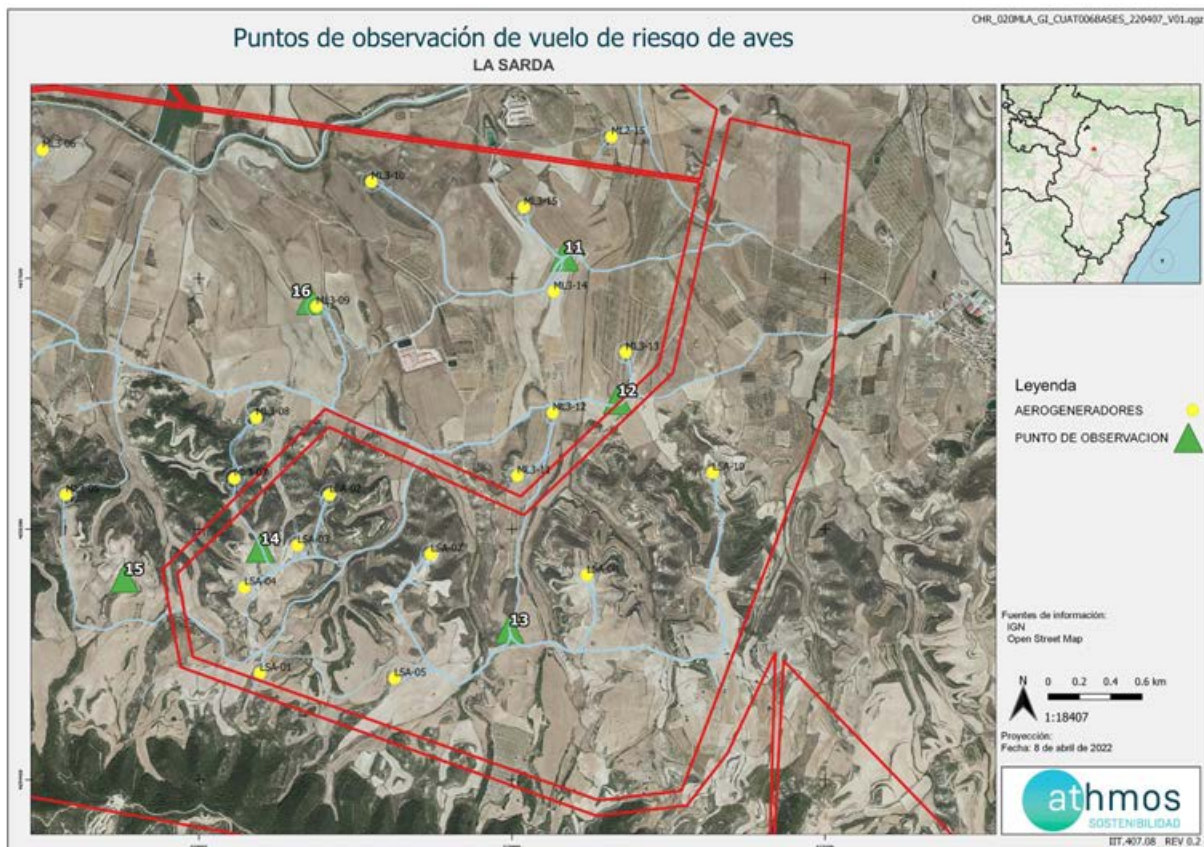 CHR_020MLA_GI_CUAT006BASES_220407_V01.qgz
Puntos de observación de vuelo de riesgo de aves
LA SARDA
ML3-06
ML3-10
ML3-15
11
ML3-14
16
ML3-09
ML3-13
12
ML3-12
ML3-08
ML3-11
LSA-10
LSA-02
14
LSA-03
LSA-02
15
LSA-04
13
LSA-01
LSA-05
Leyenda
AEROGENERADORES
PUNTO DE OBSERVACION
Fuentes de información:
IGN
Open Street Map
N
0 0.2 0.4 0.6 km
1:18407
Proyección:
Fecha: 8 de abril de 2022
athmos
SOSTENIBILIDAD
IIT.407.08 REV 0.2